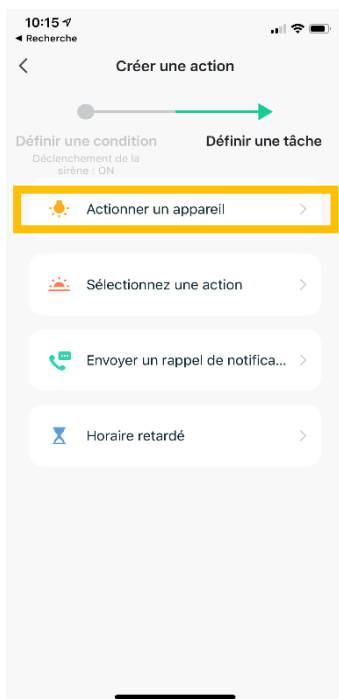 10:15
◀ Recherche
Créer une action
Définir une condition
Définir une tâche
Déclenchement de la
sirène : ON
Actionner un appareil
Sélectionnez une action
Envoyer un rappel de notifica...
Horaire retardé